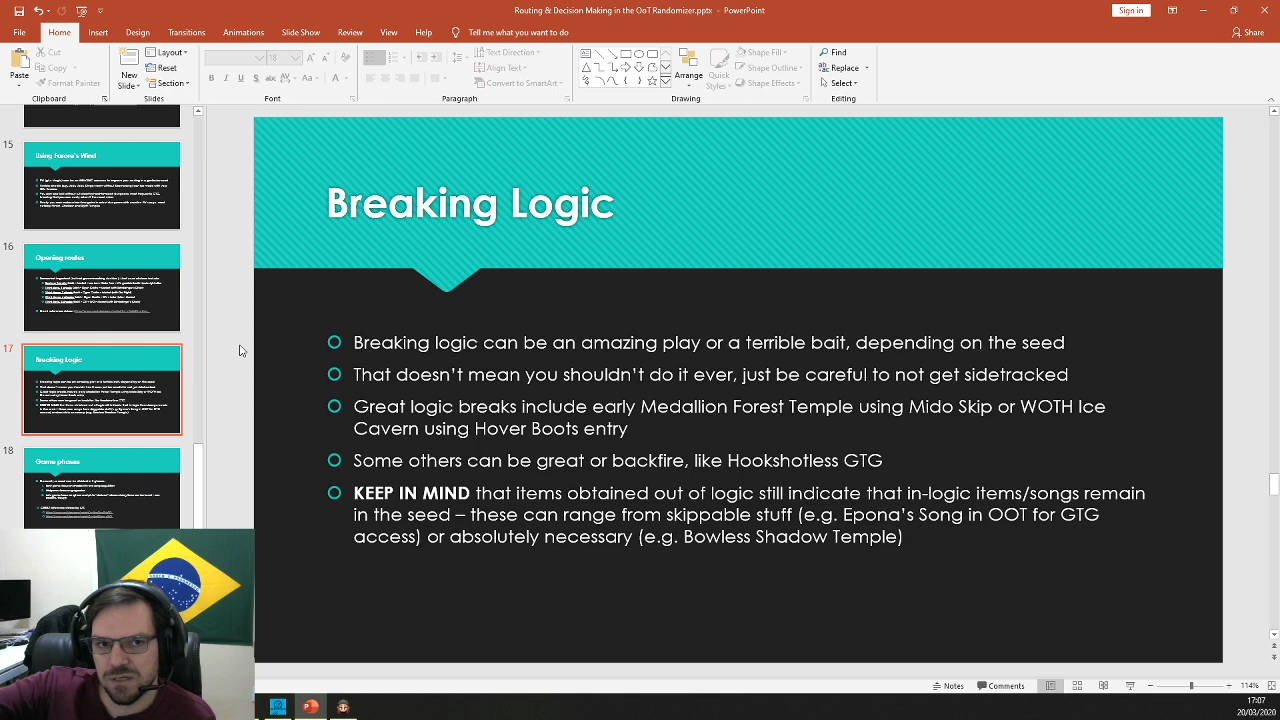 Routing & Decision Making in the OoT Randomizer.pptx - PowerPoint
Sign in
File Home Insert Design Transitions Animations Slide Show Review View Help Tell me what you want to do
Share
Paste
Cut
Copy
Format Painter
Clipboard
New Slide
Layout
Reset
Section
Slides
18
Font
Text Direction
Align Text
Convert to SmartArt
Paragraph
Arrange
Quick Styles
Shape Fill
Shape Outline
Shape Effects
Drawing
Find
Replace
Select
Editing
15
Using Farore's Wind
16
Opening routes
17
Breaking Logic
18
Game phases
Breaking Logic
Breaking logic can be an amazing play or a terrible bait, depending on the seed
That doesn't mean you shouldn't do it ever, just be careful to not get sidetracked
Great logic breaks include early Medallion Forest Temple using Mido Skip or WOTH Ice
Cavern using Hover Boots entry
Some others can be great or backfire, like Hookshotless GTG
KEEP IN MIND that items obtained out of logic still indicate that in-logic items/songs remain
in the seed – these can range from skippable stuff (e.g. Epona's Song in OOT for GTG
access) or absolutely necessary (e.g. Bowless Shadow Temple)
Notes
Comments
114%
17:07
20/03/2020